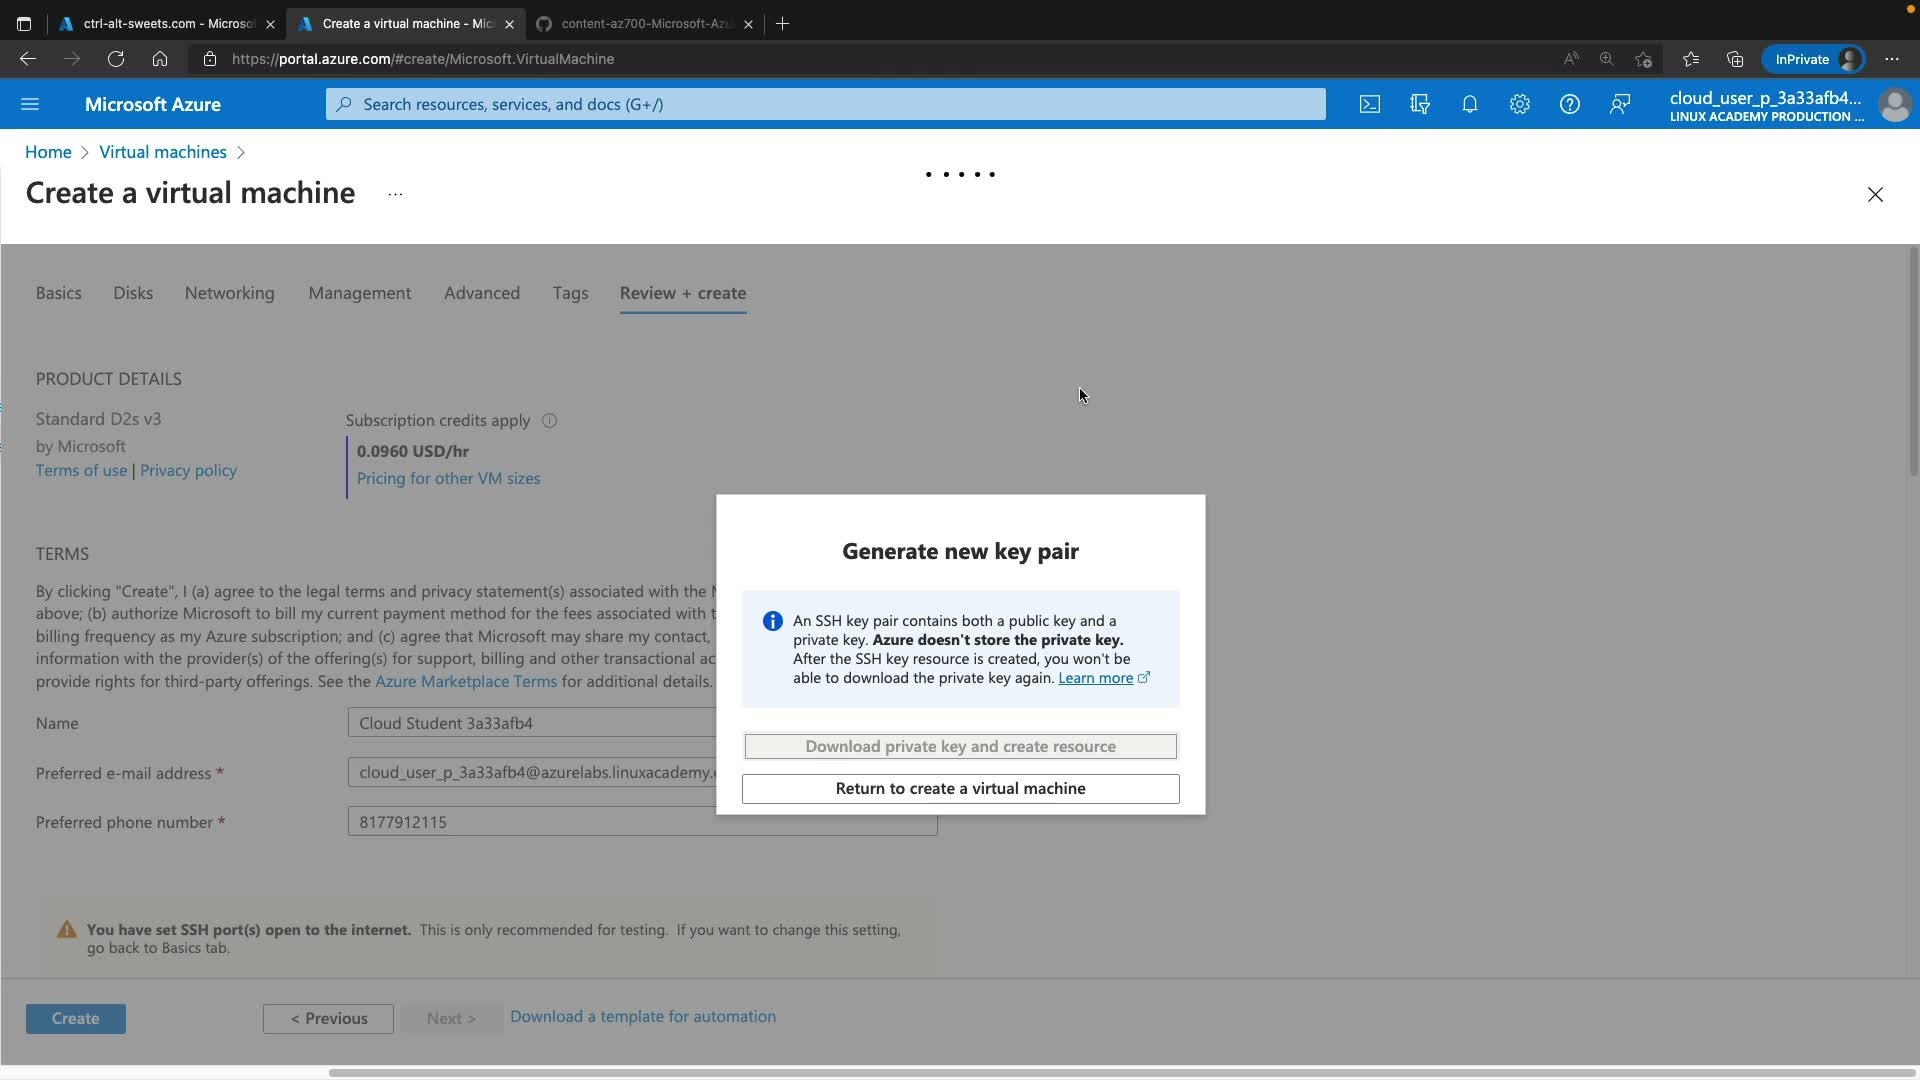 ctrl-alt-sweets.com - Microso
Create a virtual machine - Mic
content-az700-Microsoft-Azu
https://portal.azure.com/#create/Microsoft.VirtualMachine
InPrivate
Microsoft Azure
Search resources, services, and docs (G+/)
cloud_user_p_3a33afb4...
LINUX ACADEMY PRODUCTION ...
Home > Virtual machines >
Create a virtual machine ...
Basics Disks Networking Management Advanced Tags Review + create
PRODUCT DETAILS
Standard D2s v3
by Microsoft
Terms of use | Privacy policy
Subscription credits apply
0.0960 USD/hr
Pricing for other VM sizes
TERMS
By clicking "Create", I (a) agree to the legal terms and privacy statement(s) associated with the
above; (b) authorize Microsoft to bill my current payment method for the fees associated with
billing frequency as my Azure subscription; and (c) agree that Microsoft may share my contact,
information with the provider(s) of the offering(s) for support, billing and other transactional
provide rights for third-party offerings. See the Azure Marketplace Terms for additional details.
Name
Cloud Student 3a33afb4
Preferred e-mail address *
cloud_user_p_3a33afb4@azurelabs.linuxacademy.
Preferred phone number *
8177912115
Generate new key pair
An SSH key pair contains both a public key and a
private key. Azure doesn't store the private key.
After the SSH key resource is created, you won't be
able to download the private key again. Learn more
Download private key and create resource
Return to create a virtual machine
You have set SSH port(s) open to the internet. This is only recommended for testing. If you want to change this setting,
go back to Basics tab.
Create
< Previous
Next >
Download a template for automation